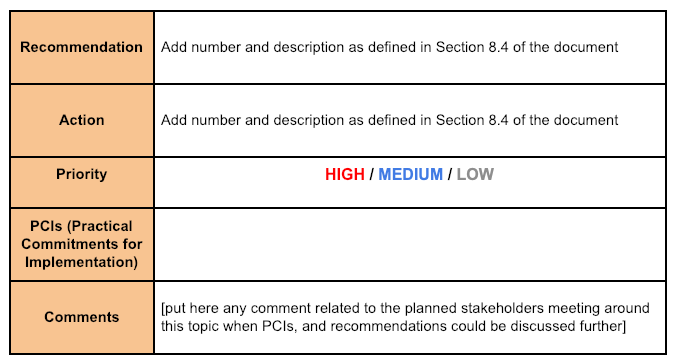 Recommendation
Add number and description as defined in Section 8.4 of the document
Action
Add number and description as defined in Section 8.4 of the document
Priority
HIGH / MEDIUM / LOW
PCIs (Practical
Commitments for
Implementation)
Comments
[put here any comment related to the planned stakeholders meeting around
this topic when PCIs, and recommendations could be discussed further]